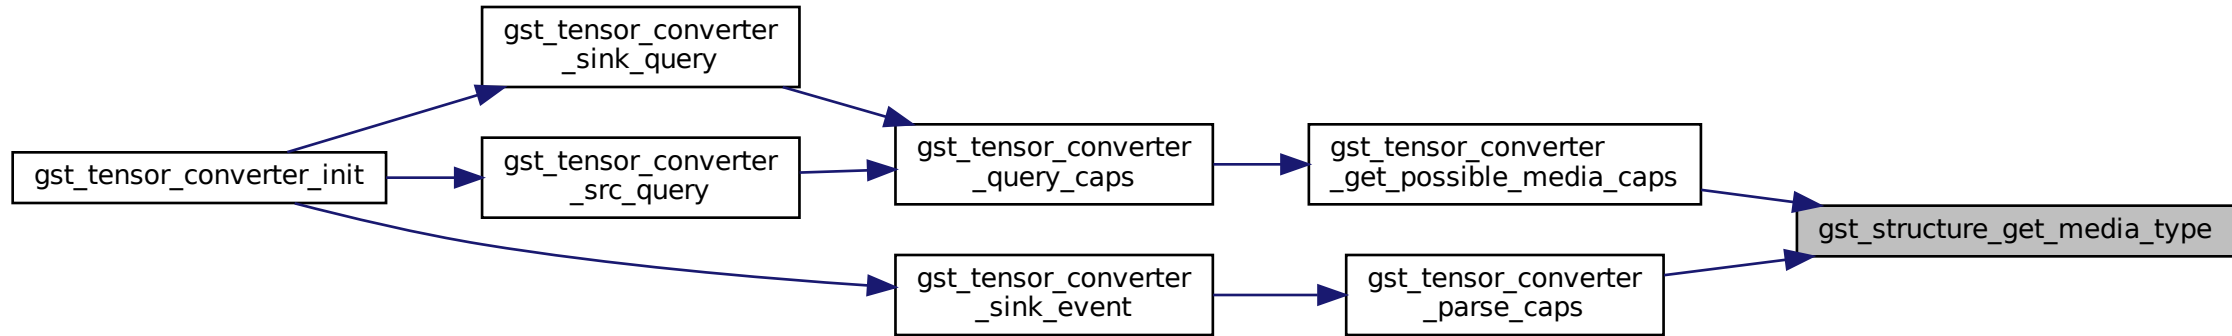 gst_tensor_converter
_sink_query
gst_tensor_converter_init
gst_tensor_converter
_src_query
gst_tensor_converter
_query_caps
gst_tensor_converter
_get_possible_media_caps
gst_structure_get_media_type
gst_tensor_converter
_sink_event
gst_tensor_converter
_parse_caps